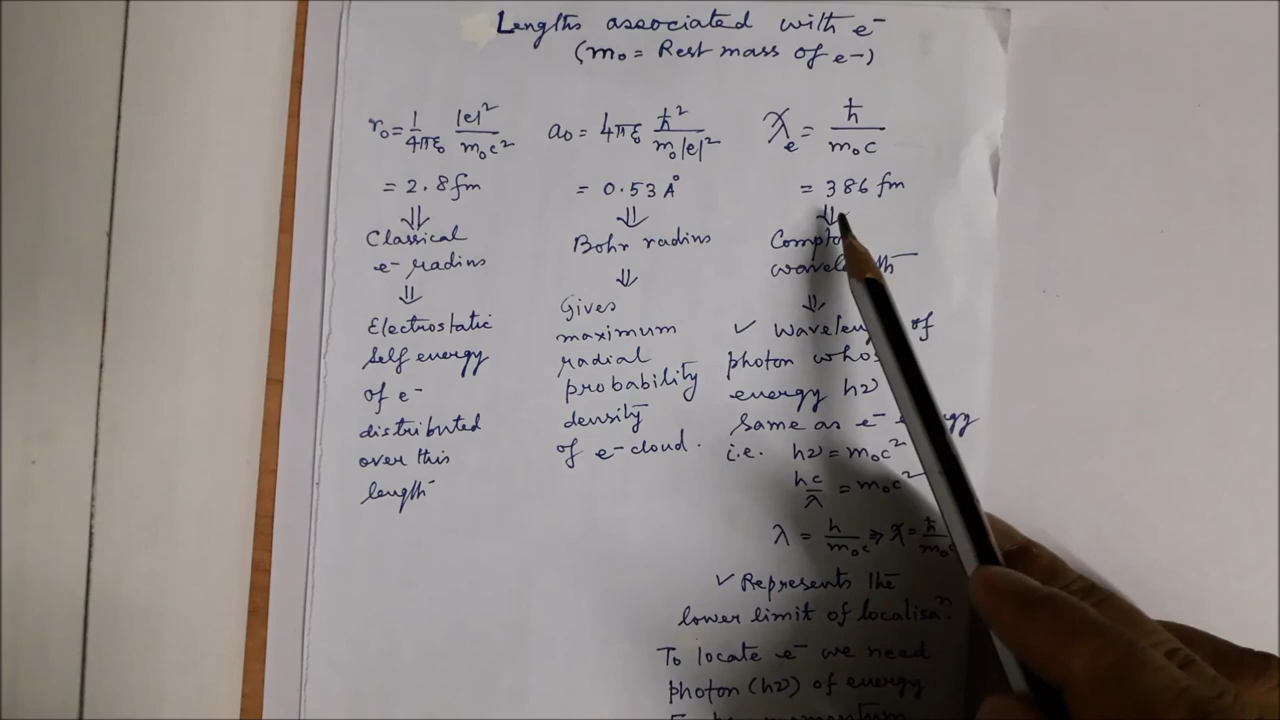 Lengths associated with e⁻
(m₀ = Rest mass of e⁻)
r₀ = 1/4πε₀ |e|²/m₀c²
= 2.8 fm
⇓
Classical
e⁻ radius
⇓
Electrostatic
self energy
of e⁻
distributed
over this
length
a₀ = 4πε₀ ħ²/m₀|e|²
= 0.53 Å
⇓
Bohr radius
⇓
Gives
maximum
radial
probability
density
of e⁻cloud.
ƛₑ = ħ/m₀c
= 386 fm
⇓
⇓
✓ of
photon
energy hν
same as e⁻
i.e. hν = m₀c²
hc/λ = m₀c²
λ = h/m₀c ⇒ ƛ = ħ/m₀c
✓ Represents the
lower limit of localisaⁿ.
To locate e⁻ we need
photon (hν) of energy